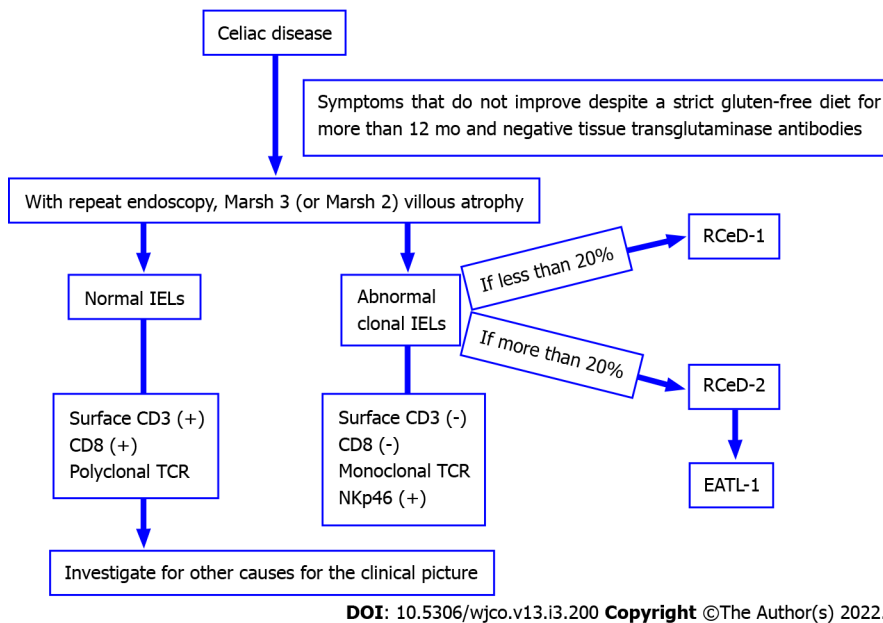 Celiac disease
Symptoms that do not improve despite a strict gluten-free diet for
more than 12 mo and negative tissue transglutaminase antibodies
With repeat endoscopy, Marsh 3 (or Marsh 2) villous atrophy
RCeD-1
If less than 20%
Normal IELs
Abnormal
clonal IELs
If more than 20%
RCeD-2
Surface CD3 (+)
CD8 (+)
Polyclonal TCR
Surface CD3 (-)
CD8 (-)
Monoclonal TCR
NKp46 (+)
EATL-1
Investigate for other causes for the clinical picture
DOI: 10.5306/wjco.v13.i3.200 Copyright ©The Author(s) 2022.